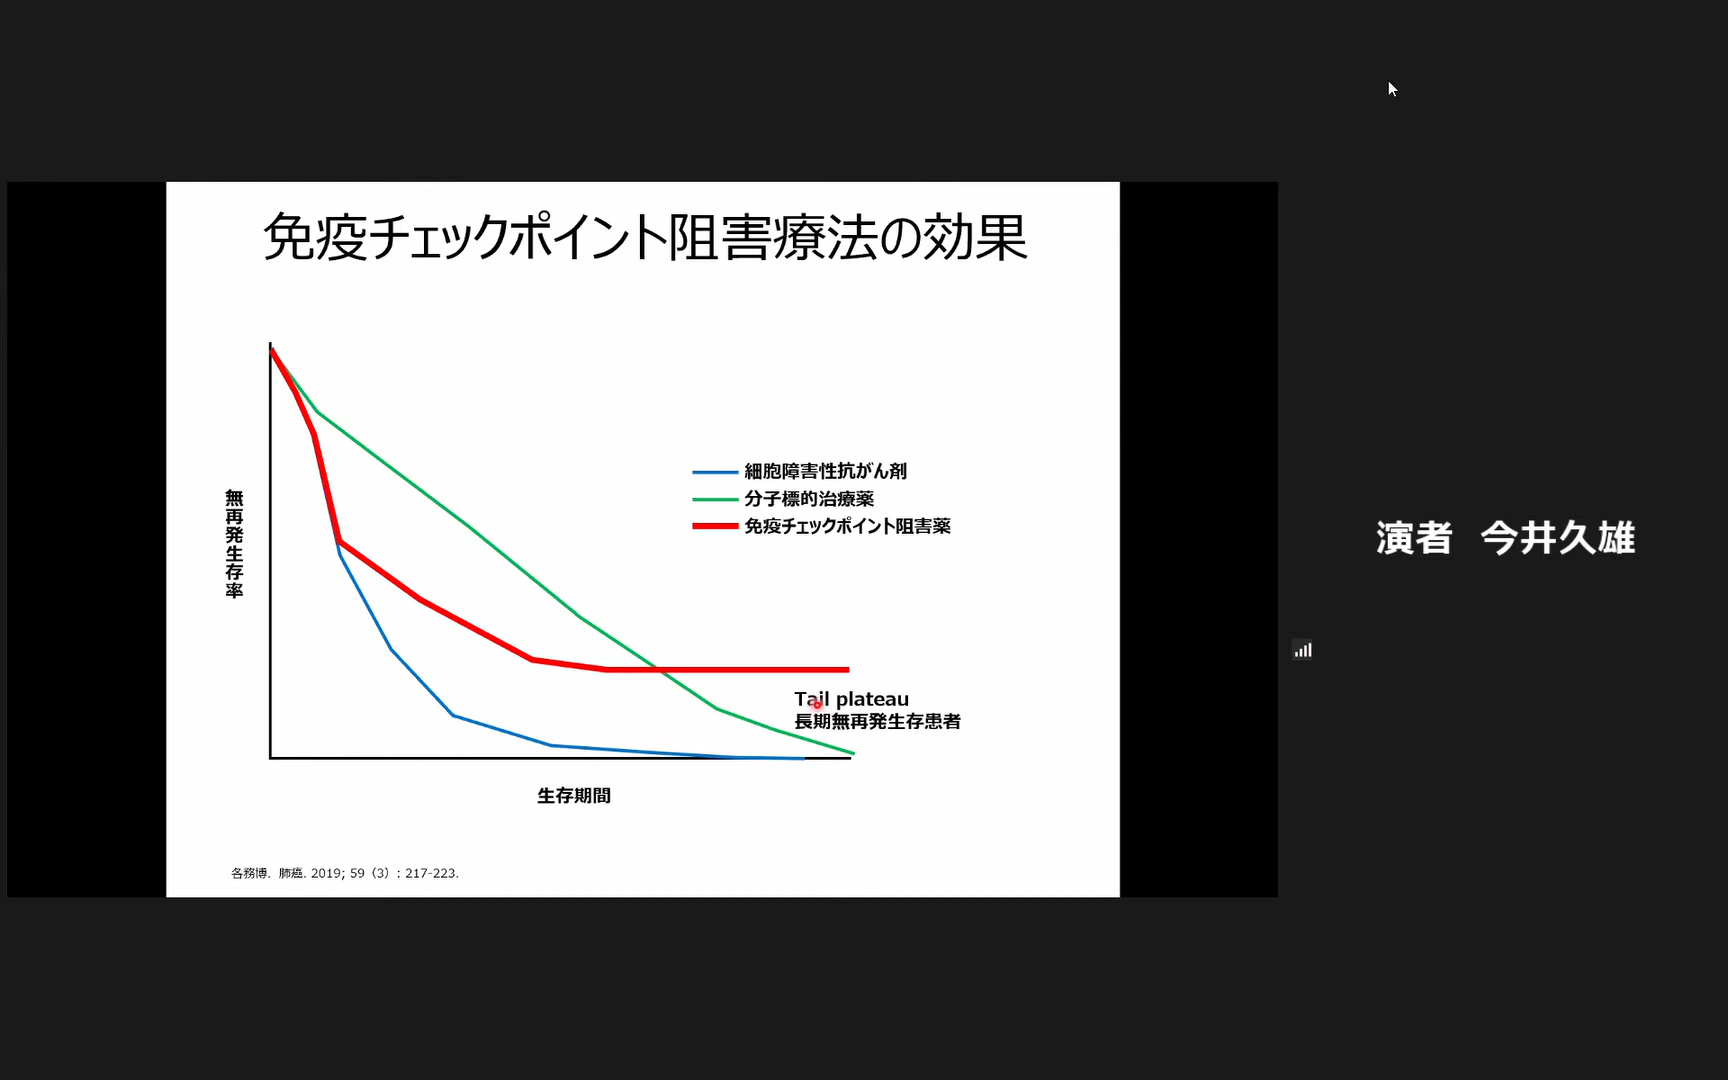 免疫チェックポイント阻害療法の効果
細胞障害性抗がん剤
分子標的治療薬
免疫チェックポイント阻害薬
無再発生存率
Tail plateau
長期無再発生存患者
生存期間
各務博. 肺癌. 2019; 59（3）: 217-223.
演者 今井久雄